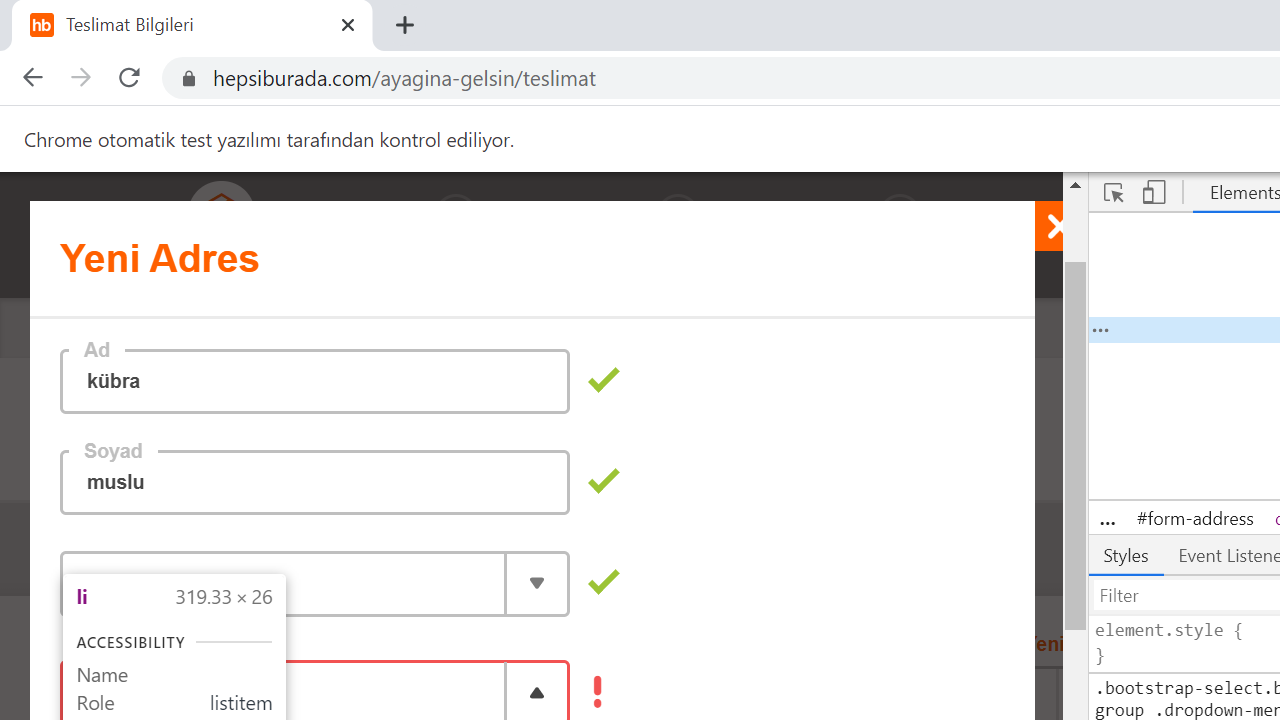 hb Teslimat Bilgileri
hepsiburada.com/ayagina-gelsin/teslimat
Chrome otomatik test yazılımı tarafından kontrol ediliyor.
Elements
Yeni Adres
Ad
kübra
Soyad
muslu
... #form-address
Styles Event Listene
li 319.33 × 26
Filter
ACCESSIBILITY
element.style {
}
Name
Role listitem
.bootstrap-select.b
group .dropdown-mer